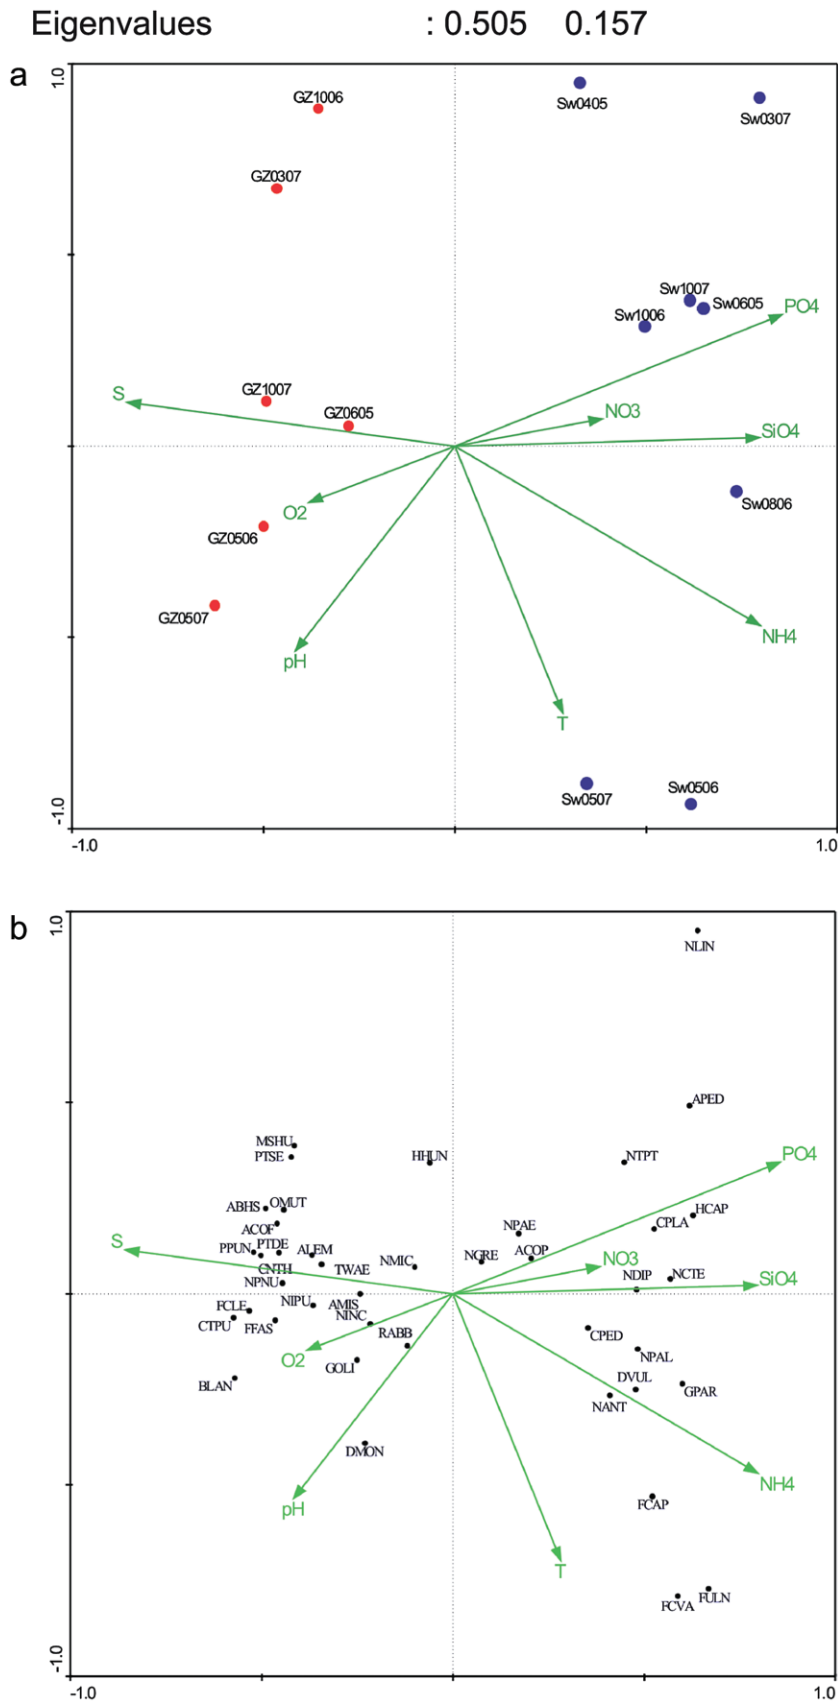 Eigenvalues : 0.505 0.157
a
1.0
GZ1006
Sw0405
Sw0307
GZ0307
Sw1007
Sw0605
PO4
Sw1006
S
GZ1007
GZ0605
NO3
SiO4
O2
Sw0806
GZ0506
GZ0507
pH
NH4
T
Sw0507
Sw0506
-1.0
-1.0 1.0
b
1.0
NLIN
APED
MSHU
PTSE
HHUN
NTPT
PO4
ABHS OMUT
HCAP
ACOF
CPLA
NPAE
S
PPUN PTDE ALEM
NGRE ACOP
NO3
CNTH TWAE NMIC
NDIP NCTE SiO4
NPNU
FCLE NIPU AMIS
CTPU FFAS NINC
RABB
CPED
O2 GOLI
NPAL
BLAN
DVUL GPAR
NANT
DMON
NH4
pH
FCAP
T
FCVA FULN
-1.0
-1.0 1.0